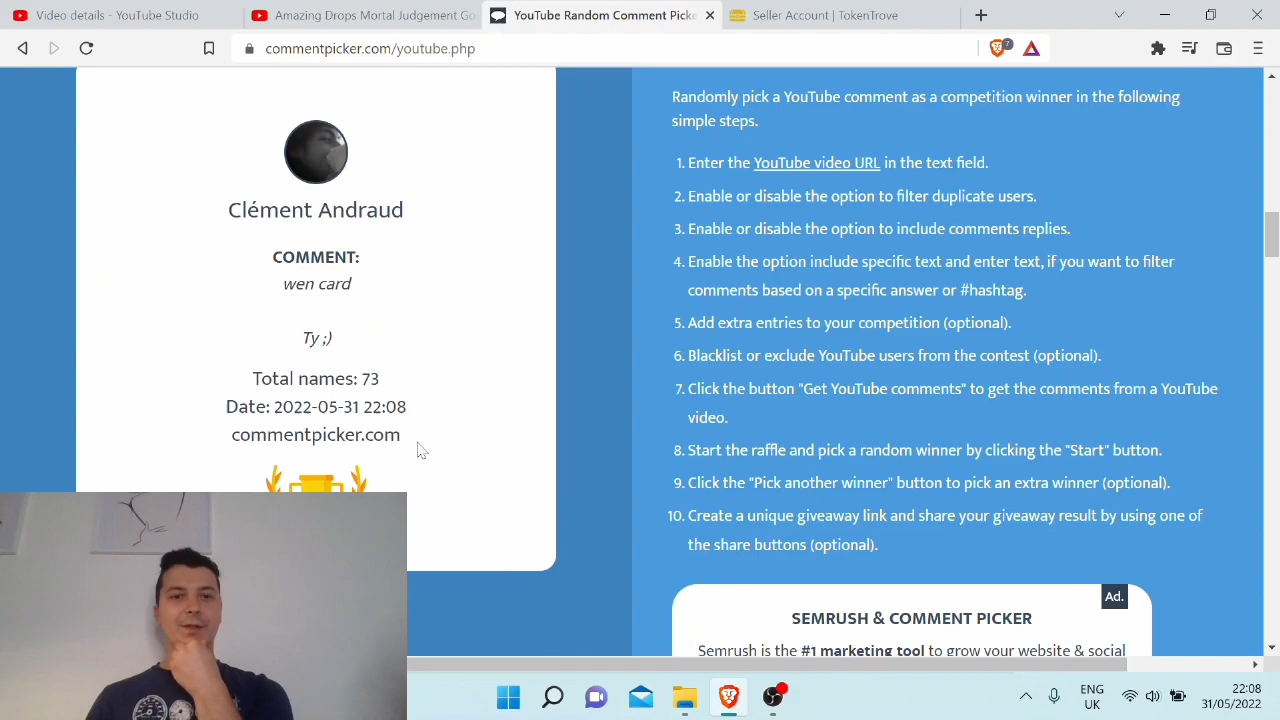 Video details - YouTube Studio
Amazing Drops Mortal Judgement Go
YouTube Random Comment Picke
Seller Account | TokenTrove
commentpicker.com/youtube.php
7
Clément Andraud
COMMENT:
wen card
Ty ;)
Total names: 73
Date: 2022-05-31 22:08
commentpicker.com
Randomly pick a YouTube comment as a competition winner in the following
simple steps.
1. Enter the YouTube video URL in the text field.
2. Enable or disable the option to filter duplicate users.
3. Enable or disable the option to include comments replies.
4. Enable the option include specific text and enter text, if you want to filter
comments based on a specific answer or #hashtag.
5. Add extra entries to your competition (optional).
6. Blacklist or exclude YouTube users from the contest (optional).
7. Click the button "Get YouTube comments" to get the comments from a YouTube
video.
8. Start the raffle and pick a random winner by clicking the "Start" button.
9. Click the "Pick another winner" button to pick an extra winner (optional).
10. Create a unique giveaway link and share your giveaway result by using one of
the share buttons (optional).
Ad.
SEMRUSH & COMMENT PICKER
Semrush is the #1 marketing tool to grow your website & social
ENG
UK
22:08
31/05/2022